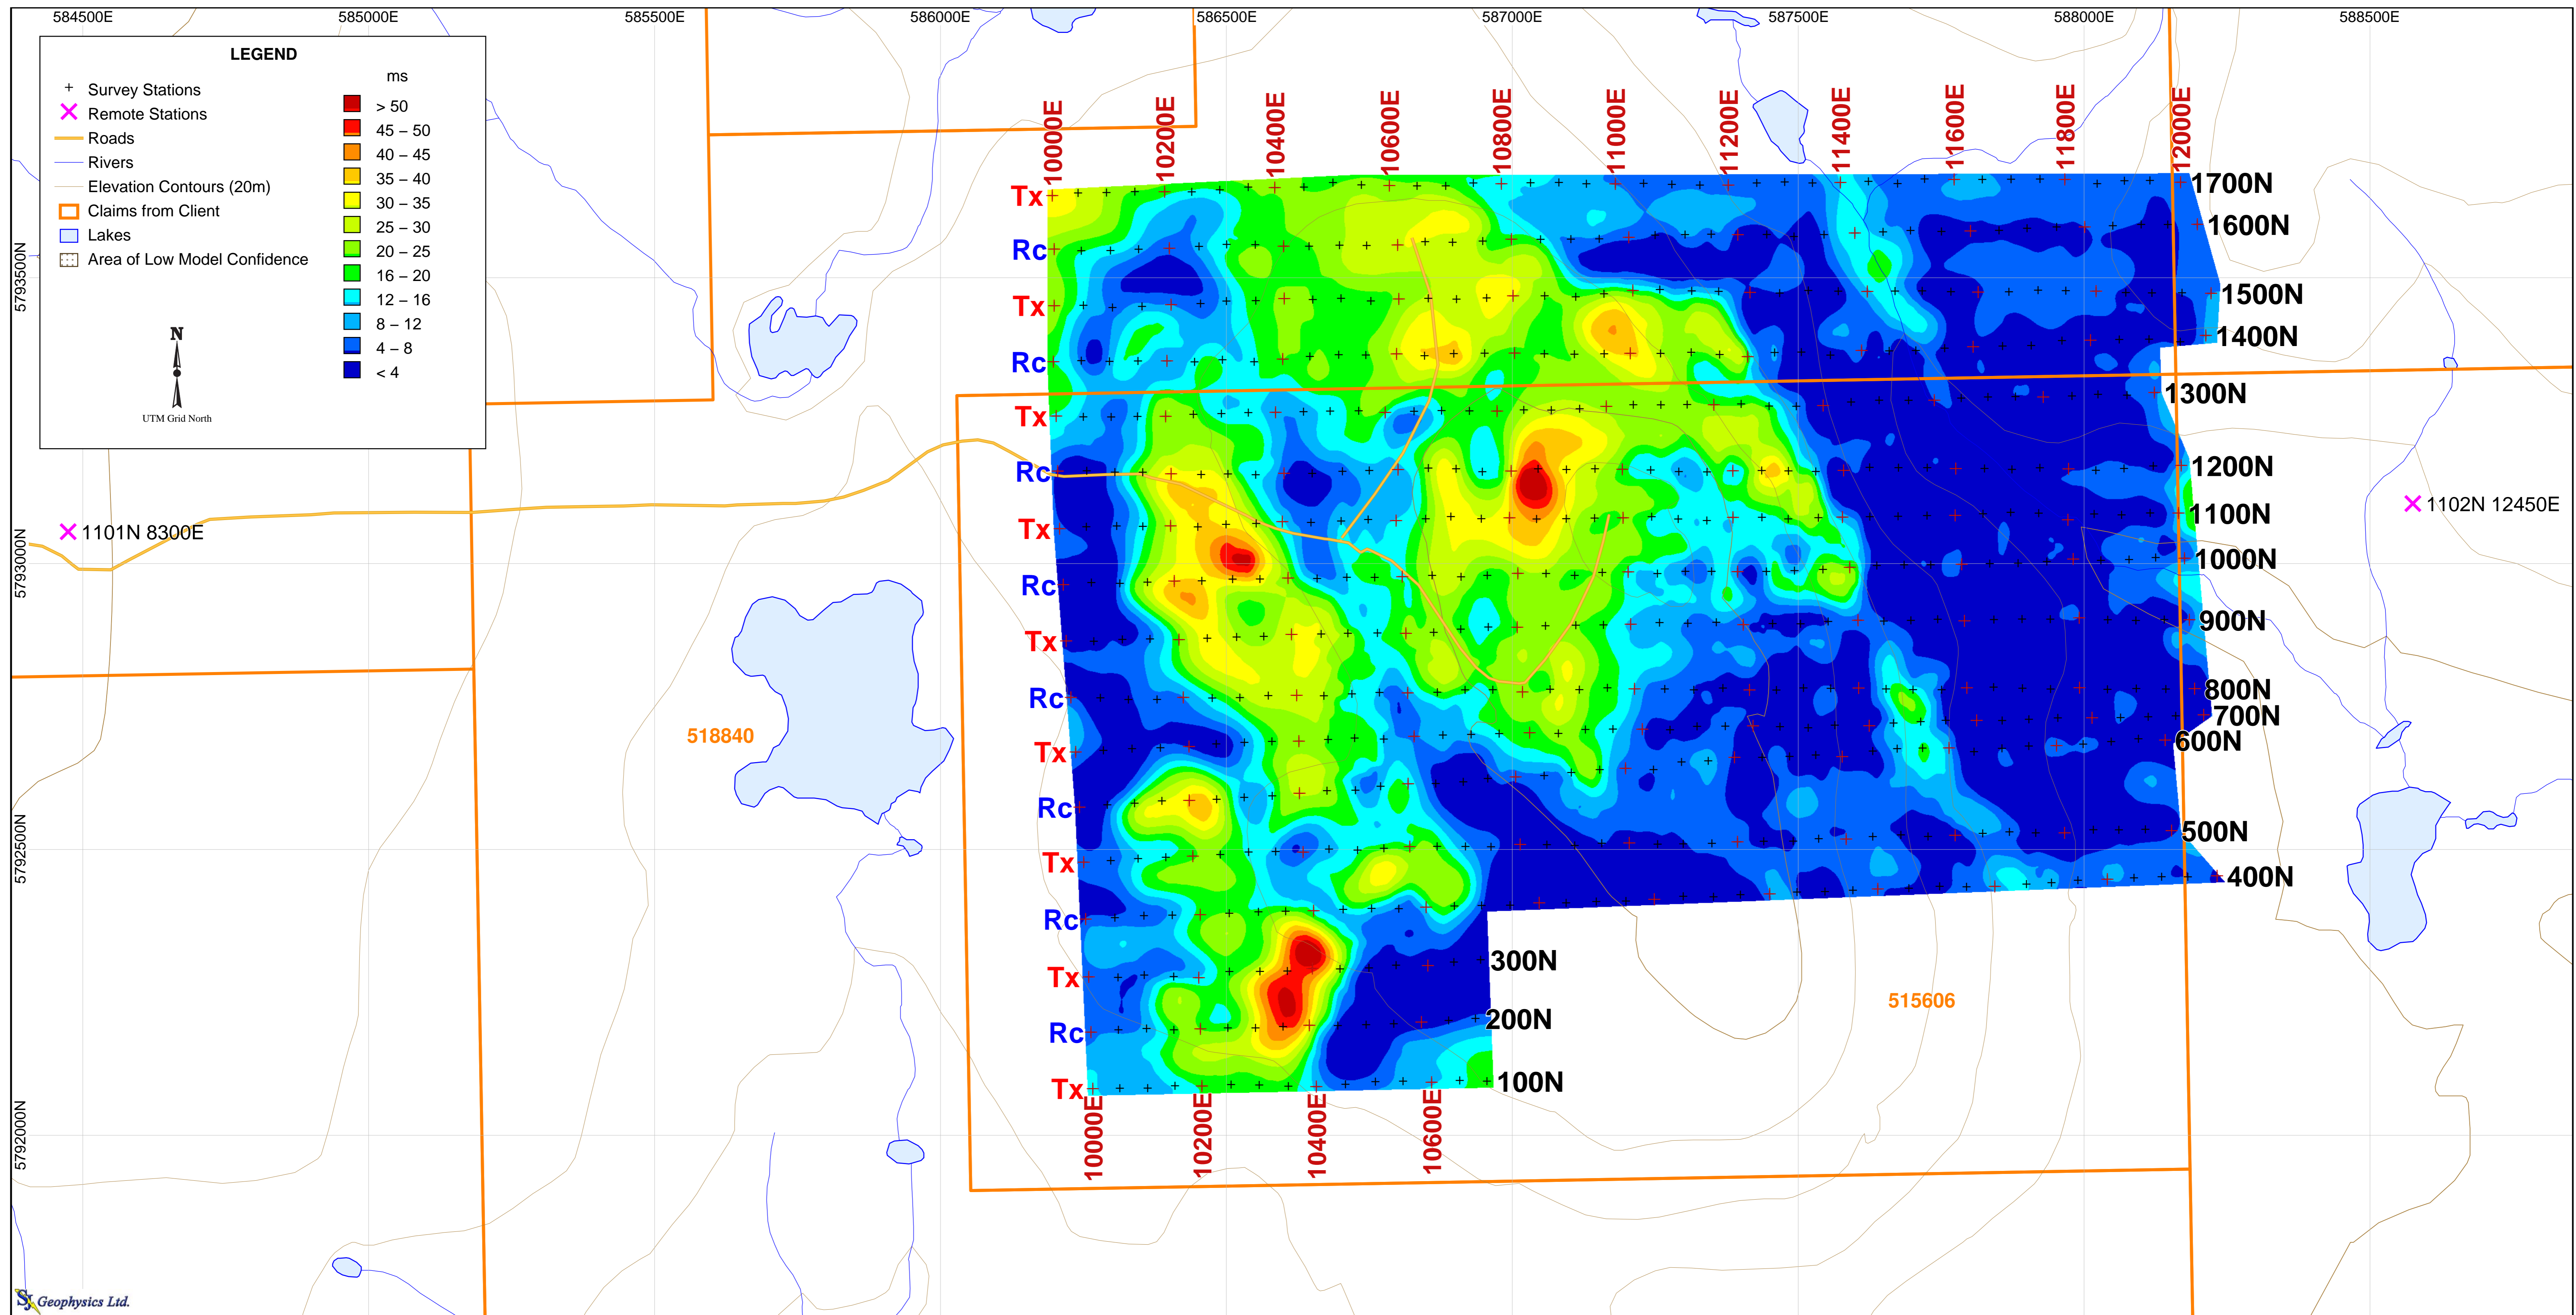 584500E
585000E
585500E
586000E
586500E
587000E
587500E
588000E
588500E
LEGEND
Survey Stations
Remote Stations
Roads
Rivers
Elevation Contours (20m)
Claims from Client
Lakes
Area of Low Model Confidence
ms
> 50
45 – 50
40 – 45
35 – 40
30 – 35
25 – 30
20 – 25
16 – 20
12 – 16
8 – 12
4 – 8
< 4
N
UTM Grid North
10000E
10200E
10400E
10600E
10800E
11000E
11200E
11400E
11600E
11800E
12000E
Tx
Rc
Tx
Rc
Tx
Rc
Tx
Rc
Tx
Rc
Tx
Rc
Tx
Rc
Tx
Rc
Tx
1700N
1600N
1500N
1400N
1300N
1200N
1100N
1000N
900N
800N
700N
600N
500N
400N
300N
200N
100N
5793500N
5793000N
5792500N
5792000N
1101N 8300E
1102N 12450E
518840
515606
10000E
10200E
10400E
10600E
SJ Geophysics Ltd.